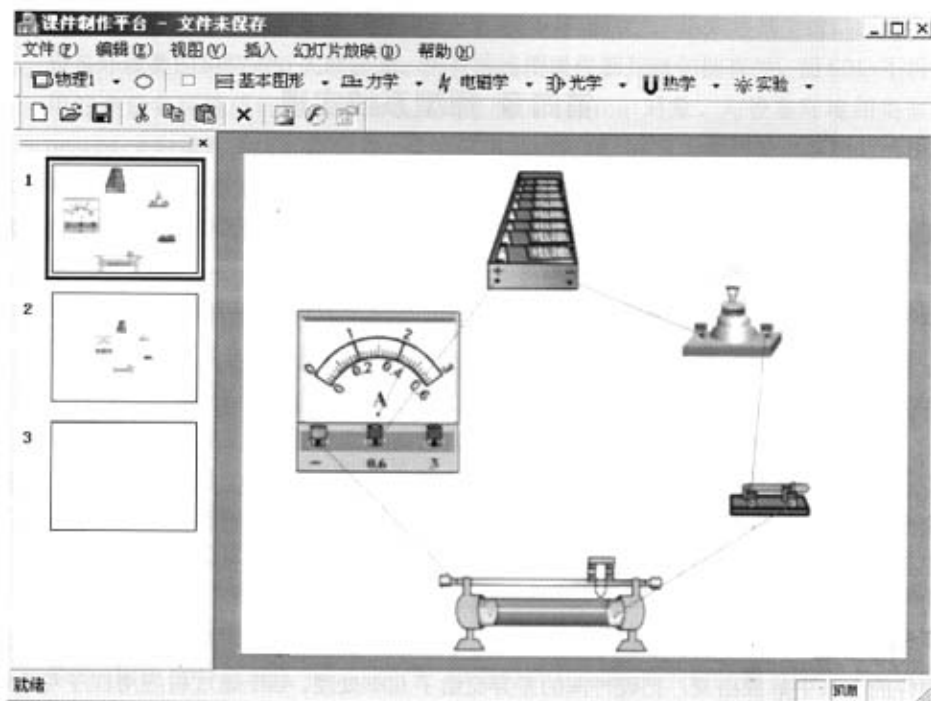 课件制作平台 - 文件未保存
文件(F) 编辑(E) 视图(V) 插入 幻灯片放映(D) 帮助(H)
物理1 基本图形 力学 电磁学 光学 热学 实验
1
2
3
+ −
0 1 2 3
0 0.2 0.4 0.6
A
− 0.6 3
就绪